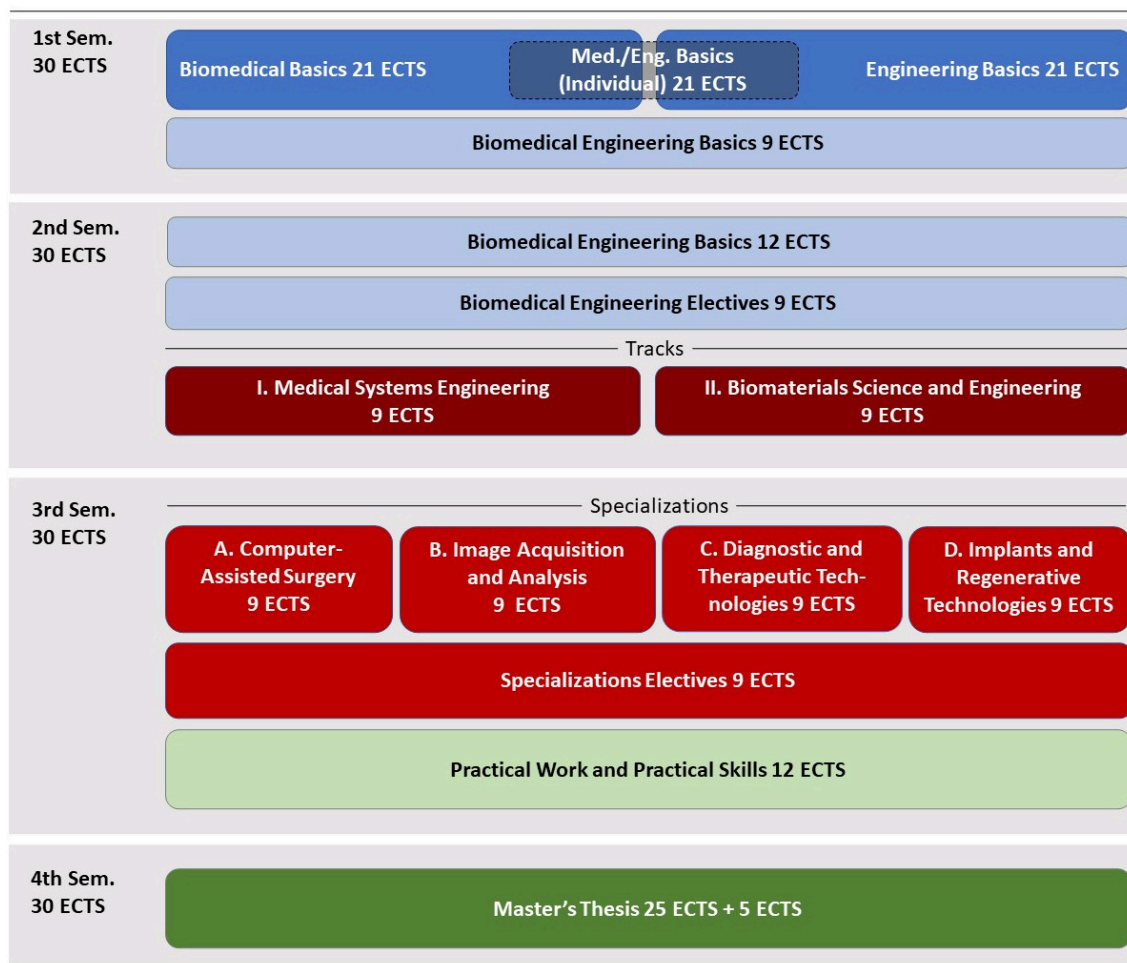 1st Sem.
30 ECTS
Biomedical Basics 21 ECTS
Med./Eng. Basics
(Individual) 21 ECTS
Engineering Basics 21 ECTS
Biomedical Engineering Basics 9 ECTS
2nd Sem.
30 ECTS
Biomedical Engineering Basics 12 ECTS
Biomedical Engineering Electives 9 ECTS
Tracks
I. Medical Systems Engineering
9 ECTS
II. Biomaterials Science and Engineering
9 ECTS
3rd Sem.
30 ECTS
Specializations
A. Computer-
Assisted Surgery
9 ECTS
B. Image Acquisition
and Analysis
9 ECTS
C. Diagnostic and
Therapeutic Tech-
nologies 9 ECTS
D. Implants and
Regenerative
Technologies 9 ECTS
Specializations Electives 9 ECTS
Practical Work and Practical Skills 12 ECTS
4th Sem.
30 ECTS
Master’s Thesis 25 ECTS + 5 ECTS